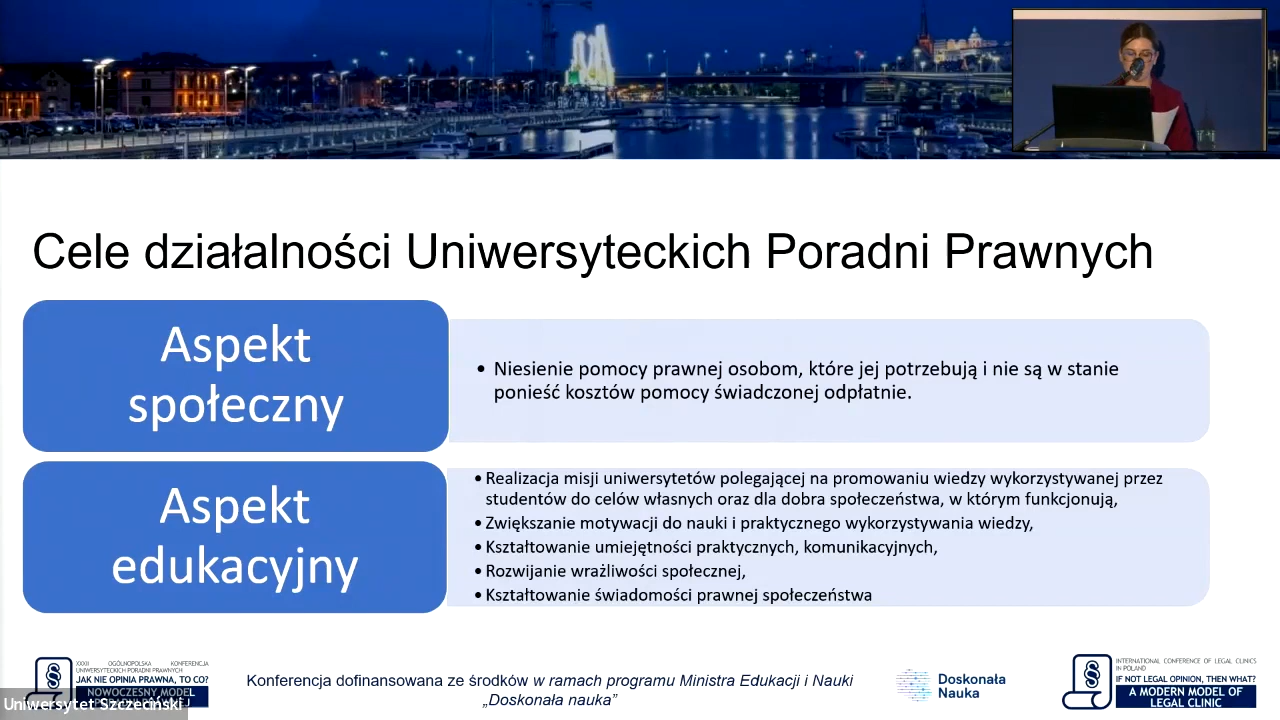 Cele działalności Uniwersyteckich Poradni Prawnych
Aspekt
społeczny
• Niesienie pomocy prawnej osobom, które jej potrzebują i nie są w stanie
ponieść kosztów pomocy świadczonej odpłatnie.
Aspekt
edukacyjny
• Realizacja misji uniwersytetów polegającej na promowaniu wiedzy wykorzystywanej przez
studentów do celów własnych oraz dla dobra społeczeństwa, w którym funkcjonują,
• Zwiększanie motywacji do nauki i praktycznego wykorzystywania wiedzy,
• Kształtowanie umiejętności praktycznych, komunikacyjnych,
• Rozwijanie wrażliwości społecznej,
• Kształtowanie świadomości prawnej społeczeństwa
XXXII OGÓLNOPOLSKA KONFERENCJA
UNIWERSYTECKICH PORADNI PRAWNYCH
JAK NIE OPINIA PRAWNA, TO CO?
NOWOCZESNY MODEL
Uniwersytet Szczeciński
Konferencja dofinansowana ze środków w ramach programu Ministra Edukacji i Nauki
„Doskonała nauka”
Doskonała
Nauka
INTERNATIONAL CONFERENCE OF LEGAL CLINICS
IN POLAND
IF NOT LEGAL OPINION, THEN WHAT?
A MODERN MODEL OF
LEGAL CLINIC